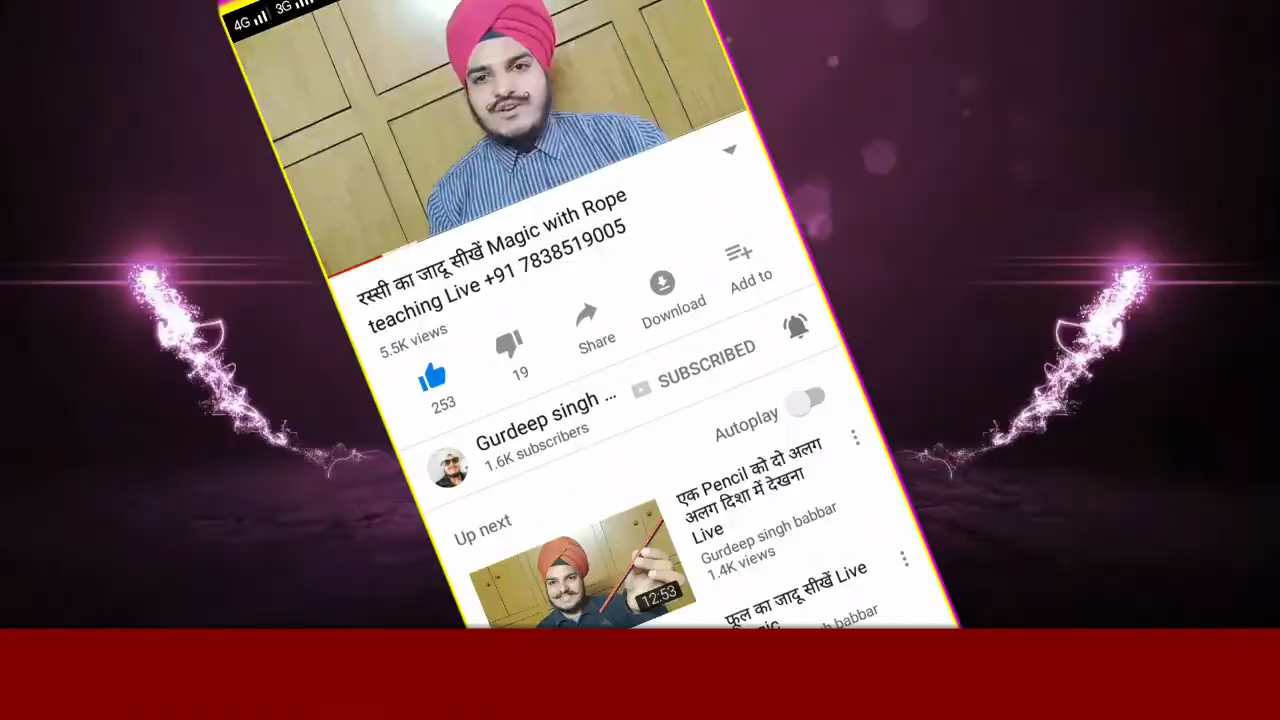 4G 3G
रस्सी का जादू सीखें Magic with Rope
teaching Live +91 7838519005
5.5K views
253
19
Share
Download
Add to
Gurdeep singh ...
1.6K subscribers
SUBSCRIBED
Autoplay
Up next
12:53
एक Pencil को दो अलग
अलग दिशा में देखना
Live
Gurdeep singh babbar
1.4K views
फूल का जादू सीखें Live
babbar